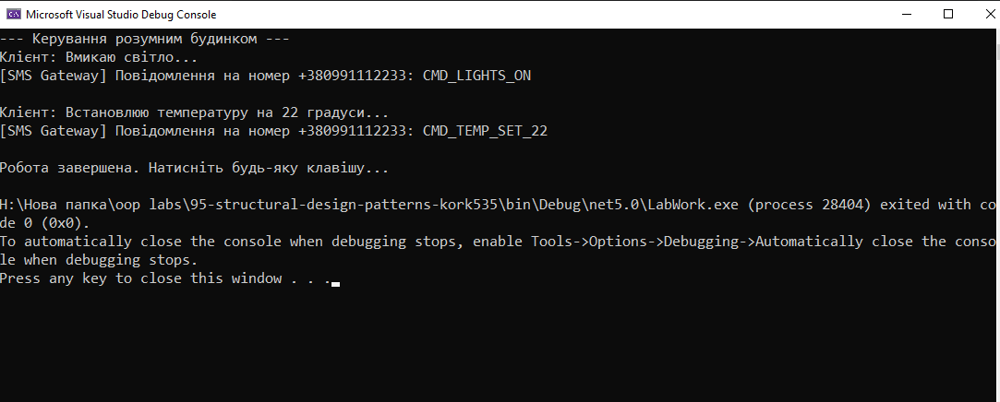 Microsoft Visual Studio Debug Console
--- Керування розумним будинком ---
Клієнт: Вмикаю світло...
[SMS Gateway] Повідомлення на номер +380991112233: CMD_LIGHTS_ON
Клієнт: Встановлюю температуру на 22 градуси...
[SMS Gateway] Повідомлення на номер +380991112233: CMD_TEMP_SET_22
Робота завершена. Натисніть будь-яку клавішу...
H:\Нова папка\oop labs\95-structural-design-patterns-kork535\bin\Debug\net5.0\LabWork.exe (process 28404) exited with co
de 0 (0x0).
To automatically close the console when debugging stops, enable Tools->Options->Debugging->Automatically close the conso
le when debugging stops.
Press any key to close this window . . .